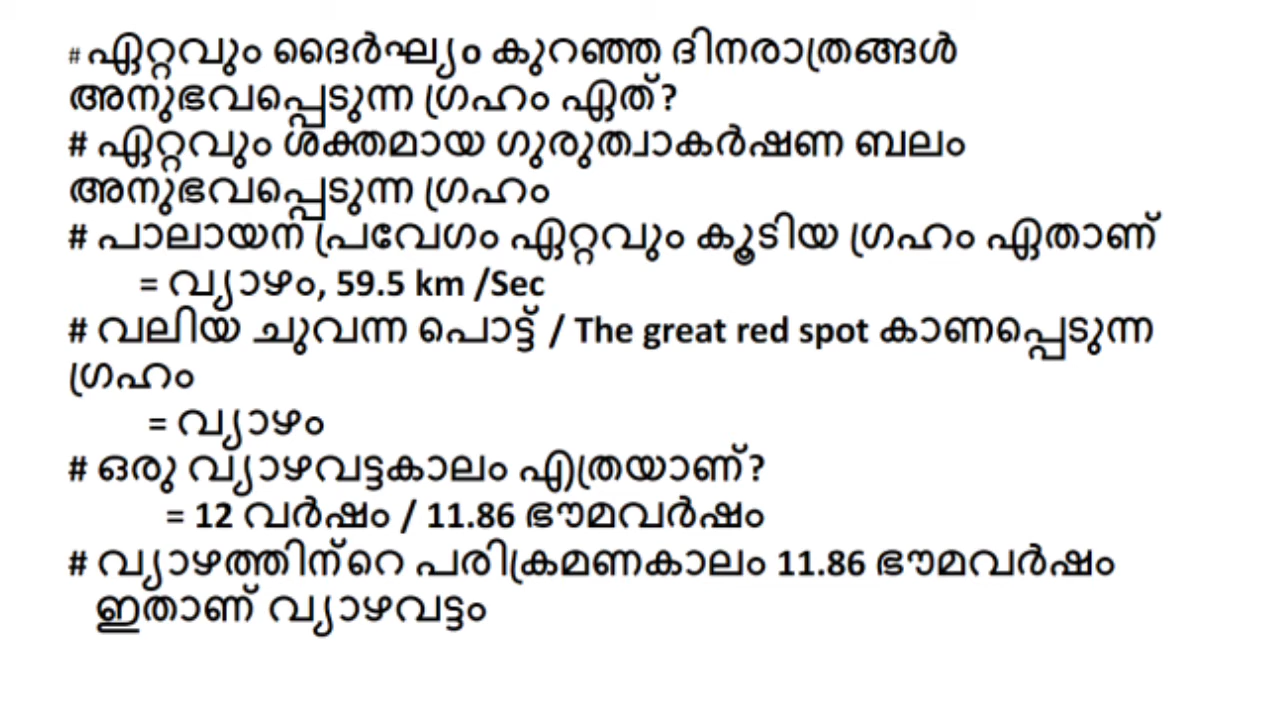 # ഏറ്റവും ദൈർഘ്യം കുറഞ്ഞ ദിനരാത്രങ്ങൾ
അനുഭവപ്പെടുന്ന ഗ്രഹം ഏത്?
# ഏറ്റവും ശക്തമായ ഗുരുത്വാകർഷണ ബലം
അനുഭവപ്പെടുന്ന ഗ്രഹം
# പാലായന പ്രവേഗം ഏറ്റവും കൂടിയ ഗ്രഹം ഏതാണ്
= വ്യാഴം, 59.5 km /Sec
# വലിയ ചുവന്ന പൊട്ട് / The great red spot കാണപ്പെടുന്ന
ഗ്രഹം
= വ്യാഴം
# ഒരു വ്യാഴവട്ടകാലം എത്രയാണ്?
= 12 വർഷം / 11.86 ഭൗമവർഷം
# വ്യാഴത്തിന്റെ പരിക്രമണകാലം 11.86 ഭൗമവർഷം
ഇതാണ് വ്യാഴവട്ടം